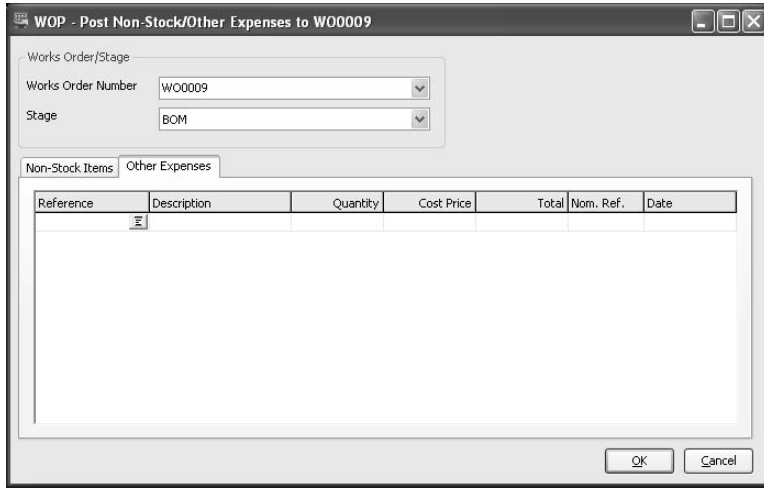 WOP - Post Non-Stock/Other Expenses to WO0009
Works Order/Stage
Works Order Number WO0009
Stage BOM
Non-Stock Items Other Expenses
Reference Description Quantity Cost Price Total Nom. Ref. Date
OK Cancel